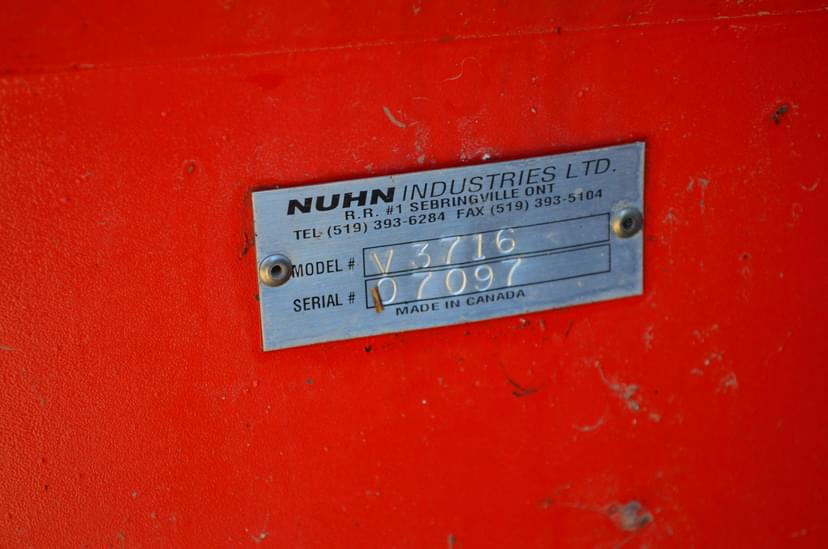 NUHN INDUSTRIES LTD.
R.R. #1 SEBRINGVILLE ONT
TEL (519) 393-6284 FAX (519) 393-5104
MODEL # V 3716
SERIAL # 07097
MADE IN CANADA